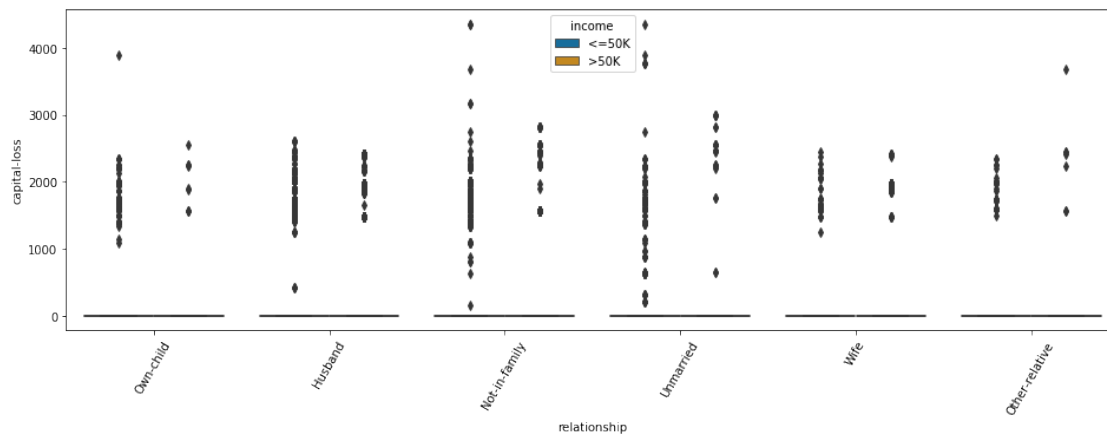 income
<=50K
>50K
4000
3000
2000
1000
0
capital-loss
Own-child
Husband
Not-in-family
Unmarried
Wife
Other-relative
relationship